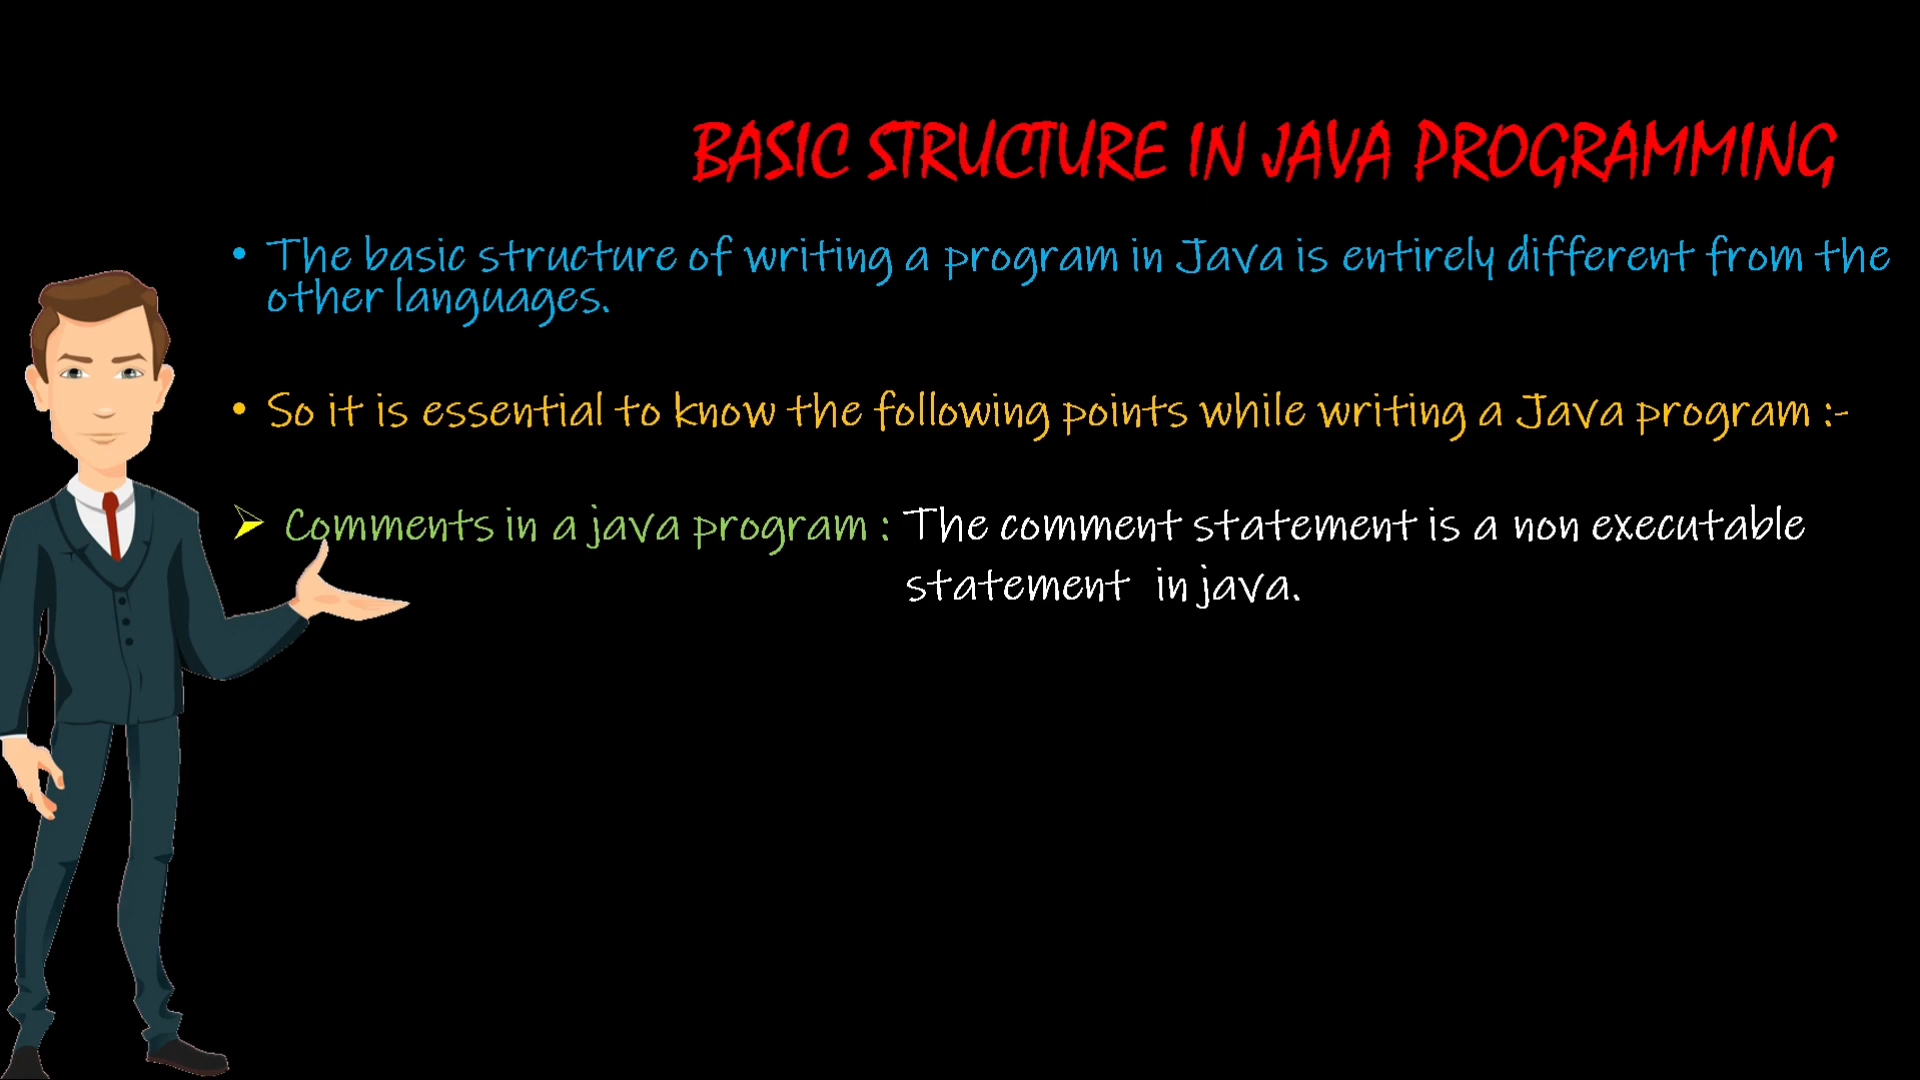 BASIC STRUCTURE IN JAVA PROGRAMMING
• The basic structure of writing a program in Java is entirely different from the
other languages.
• So it is essential to know the following points while writing a Java program :-
➢ Comments in a java program : The comment statement is a non executable
statement in java.